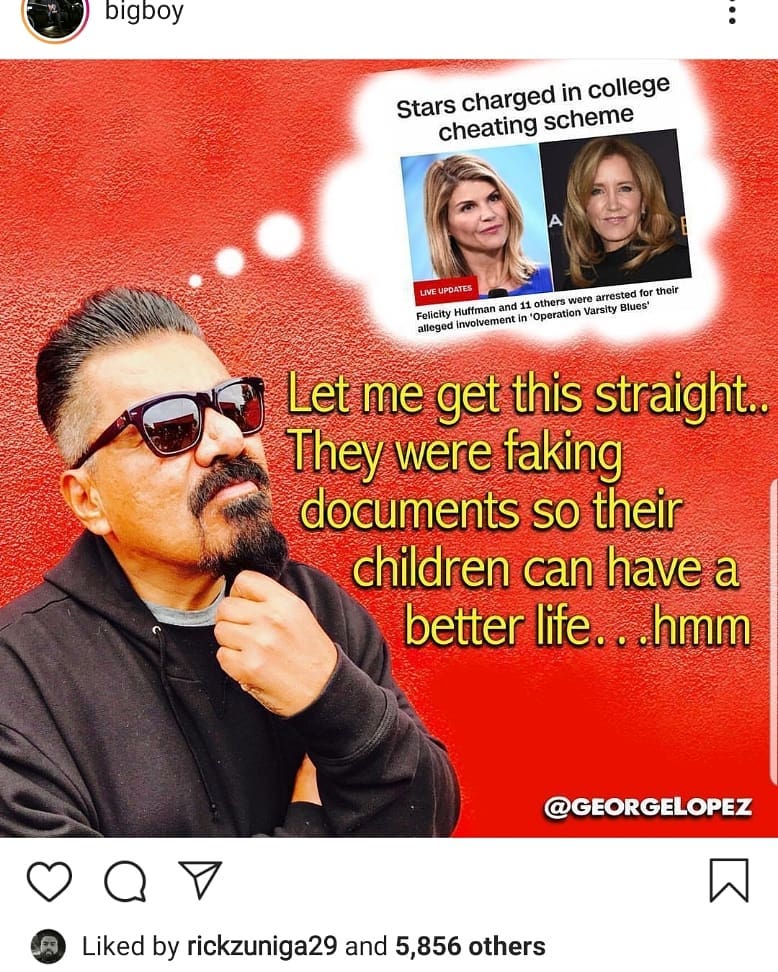 bigboy
Stars charged in college
cheating scheme
A
E
LIVE UPDATES
Felicity Huffman and 11 others were arrested for their
alleged involvement in 'Operation Varsity Blues'
Let me get this straight..
They were faking
documents so their
children can have a
better life...hmm
@GEORGELOPEZ
Liked by rickzuniga29 and 5,856 others